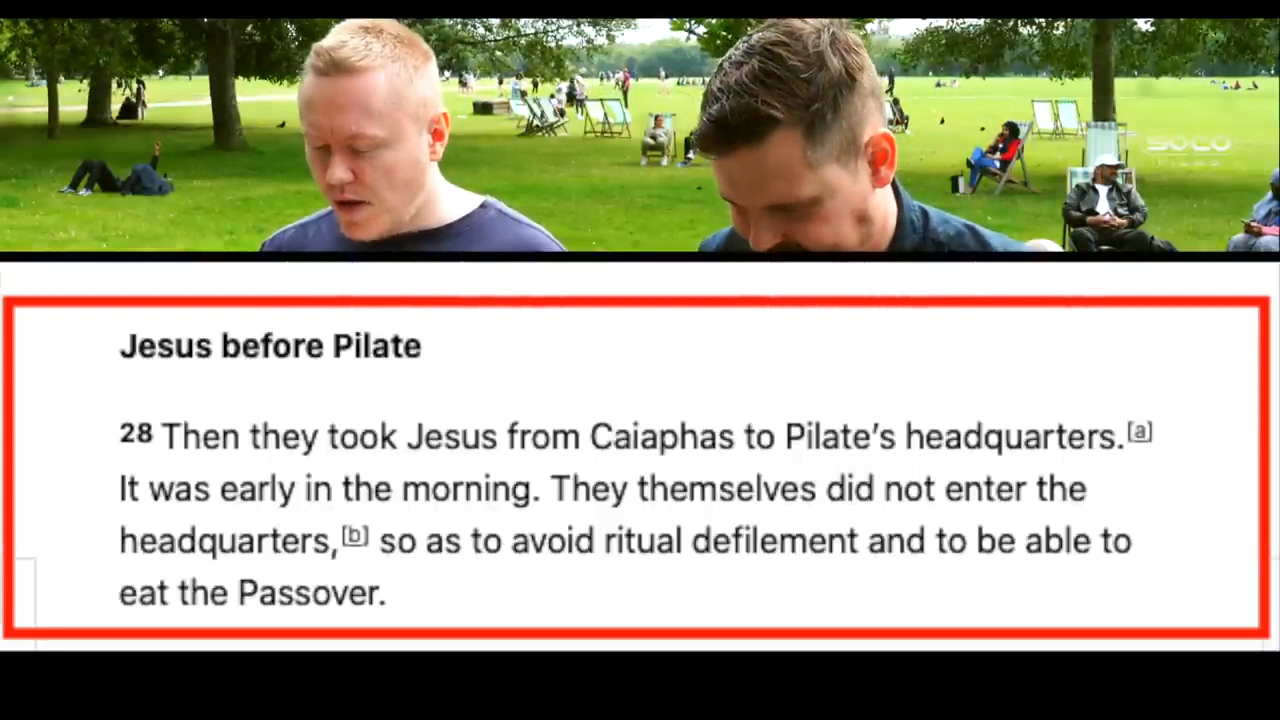 SOCO
FILMS
Jesus before Pilate
28 Then they took Jesus from Caiaphas to Pilate’s headquarters.[a]
It was early in the morning. They themselves did not enter the
headquarters,[b] so as to avoid ritual defilement and to be able to
eat the Passover.